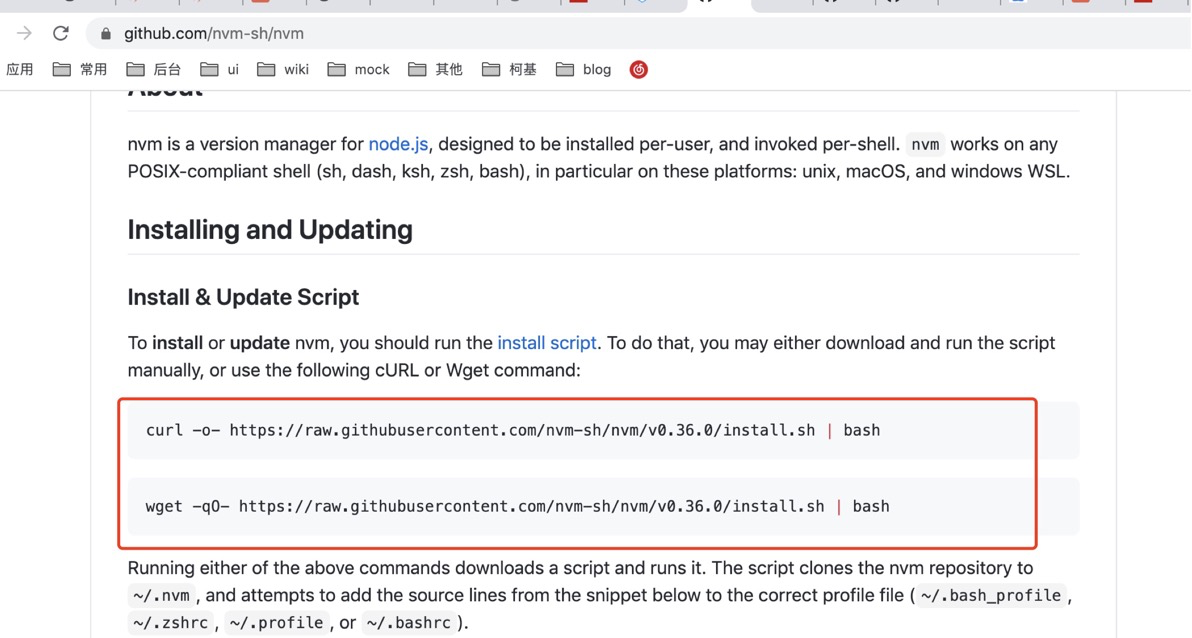 github.com/nvm-sh/nvm
应用 常用 后台 ui wiki mock 其他 柯基 blog
About
nvm is a version manager for node.js, designed to be installed per-user, and invoked per-shell. nvm works on any
POSIX-compliant shell (sh, dash, ksh, zsh, bash), in particular on these platforms: unix, macOS, and windows WSL.
Installing and Updating
Install & Update Script
To install or update nvm, you should run the install script. To do that, you may either download and run the script
manually, or use the following cURL or Wget command:
curl -o- https://raw.githubusercontent.com/nvm-sh/nvm/v0.36.0/install.sh | bash
wget -qO- https://raw.githubusercontent.com/nvm-sh/nvm/v0.36.0/install.sh | bash
Running either of the above commands downloads a script and runs it. The script clones the nvm repository to
~/.nvm, and attempts to add the source lines from the snippet below to the correct profile file (~/.bash_profile,
~/.zshrc, ~/.profile, or ~/.bashrc).